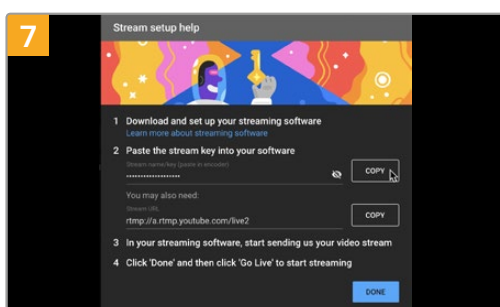 7
Stream setup help
1 Download and set up your streaming software
Learn more about streaming software
2 Paste the stream key into your software
Stream name/key (paste in encoder)
••••••••••••••••••• COPY
You may also need:
Stream URL
rtmp://a.rtmp.youtube.com/live2 COPY
3 In your streaming software, start sending us your video stream
4 Click 'Done' and then click 'Go Live' to start streaming
DONE